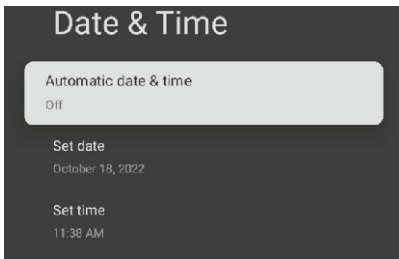 Date & Time
Automatic date & time
Off
Set date
October 18, 2022
Set time
11:38 AM